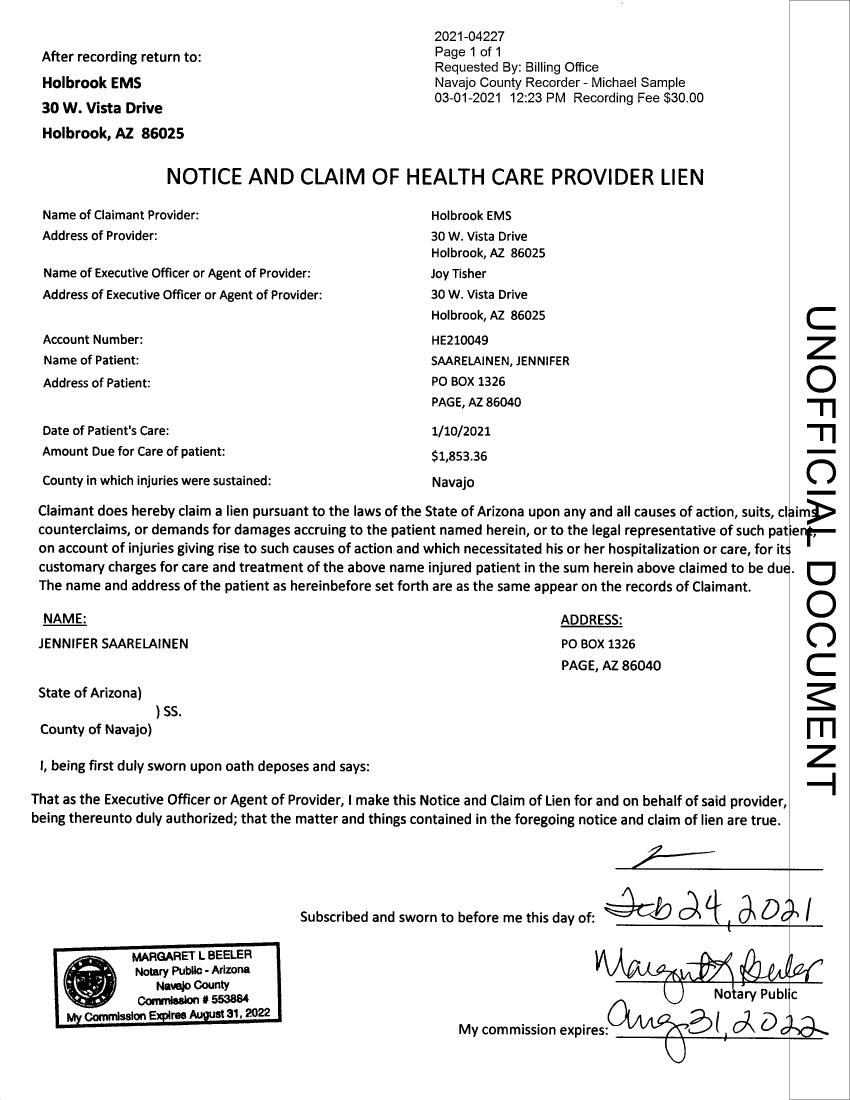 2021-04227
Page 1 of 1
Requested By: Billing Office
Navajo County Recorder - Michael Sample
03-01-2021 12:23 PM Recording Fee $30.00
After recording return to:
Holbrook EMS
30 W. Vista Drive
Holbrook, AZ 86025
NOTICE AND CLAIM OF HEALTH CARE PROVIDER LIEN
Name of Claimant Provider: Holbrook EMS
Address of Provider: 30 W. Vista Drive
Holbrook, AZ 86025
Name of Executive Officer or Agent of Provider: Joy Tisher
Address of Executive Officer or Agent of Provider: 30 W. Vista Drive
Holbrook, AZ 86025
Account Number: HE210049
Name of Patient: SAARELAINEN, JENNIFER
Address of Patient: PO BOX 1326
PAGE, AZ 86040
Date of Patient's Care: 1/10/2021
Amount Due for Care of patient: $1,853.36
County in which injuries were sustained: Navajo
Claimant does hereby claim a lien pursuant to the laws of the State of Arizona upon any and all causes of action, suits, claims,
counterclaims, or demands for damages accruing to the patient named herein, or to the legal representative of such patient,
on account of injuries giving rise to such causes of action and which necessitated his or her hospitalization or care, for its
customary charges for care and treatment of the above name injured patient in the sum herein above claimed to be due.
The name and address of the patient as hereinbefore set forth are as the same appear on the records of Claimant.
NAME: ADDRESS:
JENNIFER SAARELAINEN PO BOX 1326
PAGE, AZ 86040
State of Arizona)
) SS.
County of Navajo)
I, being first duly sworn upon oath deposes and says:
That as the Executive Officer or Agent of Provider, I make this Notice and Claim of Lien for and on behalf of said provider,
being thereunto duly authorized; that the matter and things contained in the foregoing notice and claim of lien are true.
Subscribed and sworn to before me this day of: Feb 24, 2021
MARGARET L BEELER
Notary Public - Arizona
Navajo County
Commission # 553884
My Commission Expires August 31, 2022
Margaret L Beeler
Notary Public
My commission expires: Aug 31, 2022
UNOFFICIAL DOCUMENT